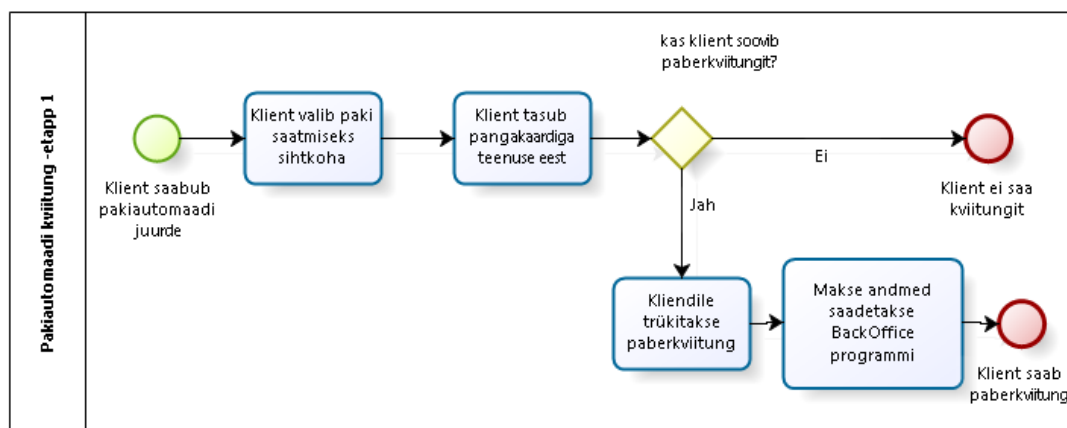 Pakiautomaadi kviitung -etapp 1
Klient saabub
pakiautomaadi
juurde
Klient valib paki
saatmiseks
sihtkoha
Klient tasub
pangakaardiga
teenuse eest
kas klient soovib
paberkviitungit?
Ei
Klient ei saa
kviitungit
Jah
Kliendile
trükitakse
paberkviitung
Makse andmed
saadetakse
BackOffice
programmi
Klient saab
paberkviitung